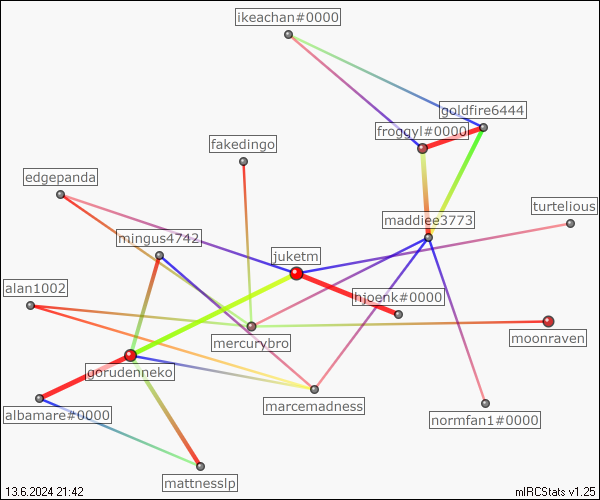 ikeachan#0000
goldfire6444
froggyl#0000
fakedingo
edgepanda
turtelious
maddiee3773
mingus4742
juketm
alan1002
hjoenk#0000
mercurybro
moonraven
gorudenneko
marcemadness
albamare#0000
normfan1#0000
mattnesslp
13.6.2024 21:42
mIRCStats v1.25